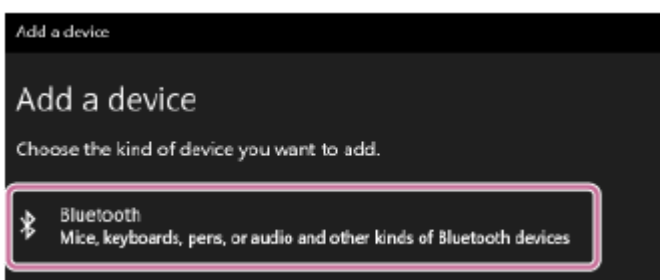 Add a device
Add a device
Choose the kind of device you want to add.
Bluetooth
Mice, keyboards, pens, or audio and other kinds of Bluetooth devices